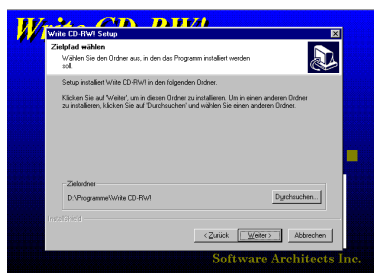 Write CD-RW!
Write CD-RW! Setup
Zielpfad wählen
Wählen Sie den Ordner aus, in den das Programm installiert werden
soll.
Setup installiert Write CD-RW! in den folgenden Ordner.
Klicken Sie auf 'Weiter', um in diesen Ordner zu installieren. Um in einen anderen Ordner
zu installieren, klicken Sie auf 'Durchsuchen' und wählen Sie einen anderen Ordner.
Zielordner
D:\Programme\Write CD-RW!
Durchsuchen...
InstallShield
< Zurück
Weiter >
Abbrechen
Software Architects Inc.